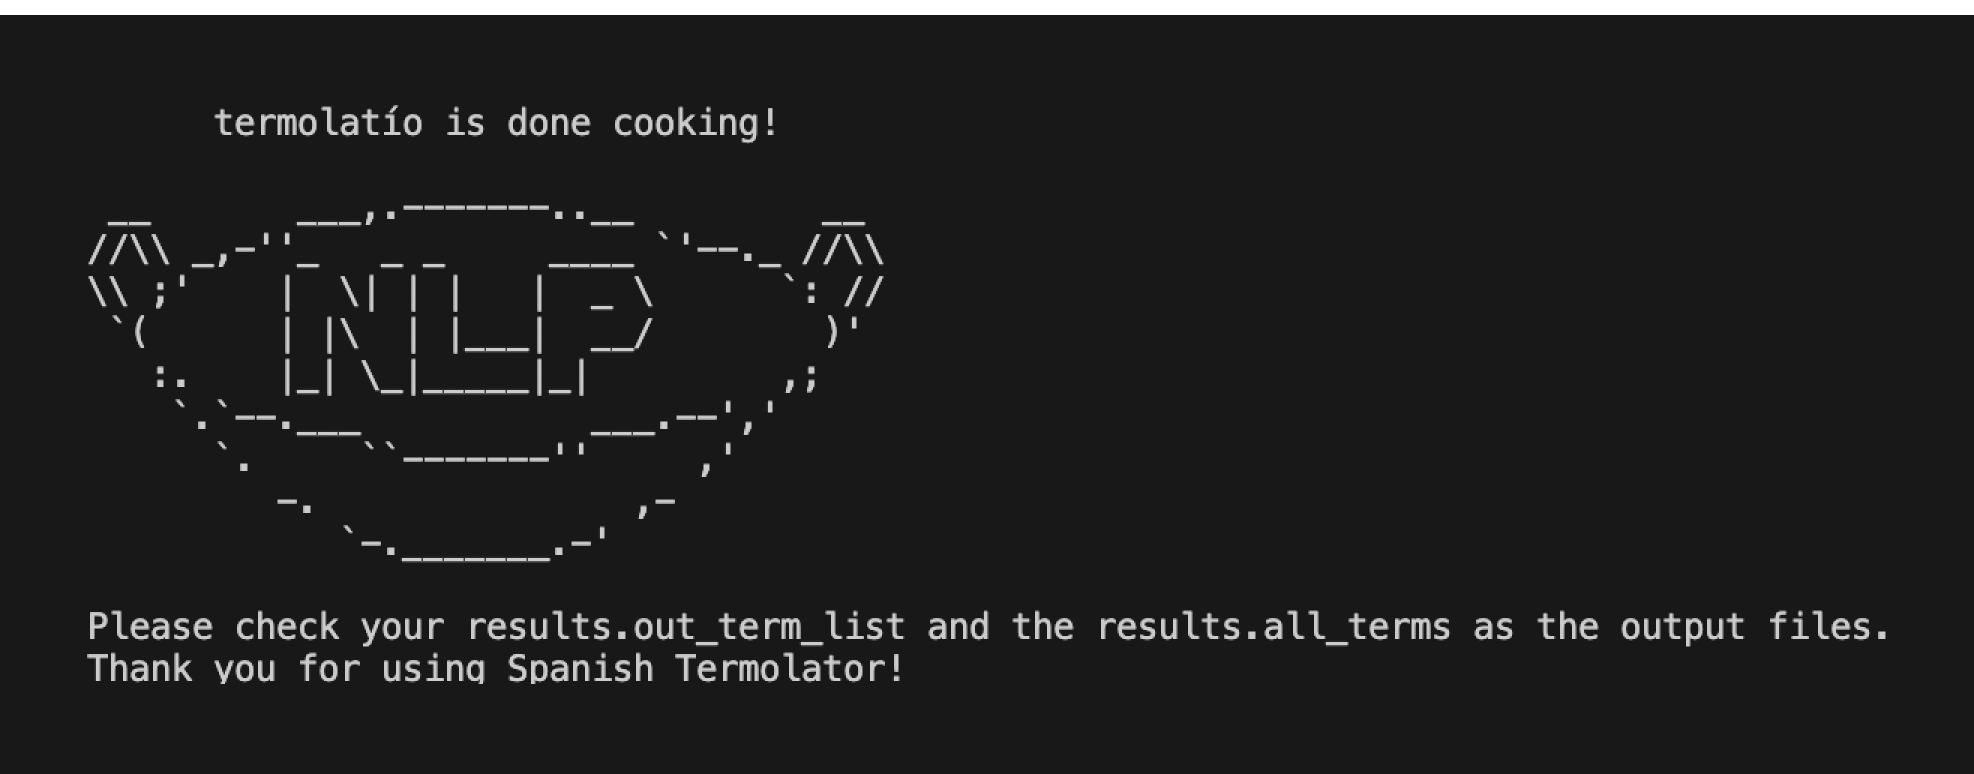 termolatío is done cooking!
NLP
Please check your results.out_term_list and the results.all_terms as the output files.
Thank you for using Spanish Termolator!